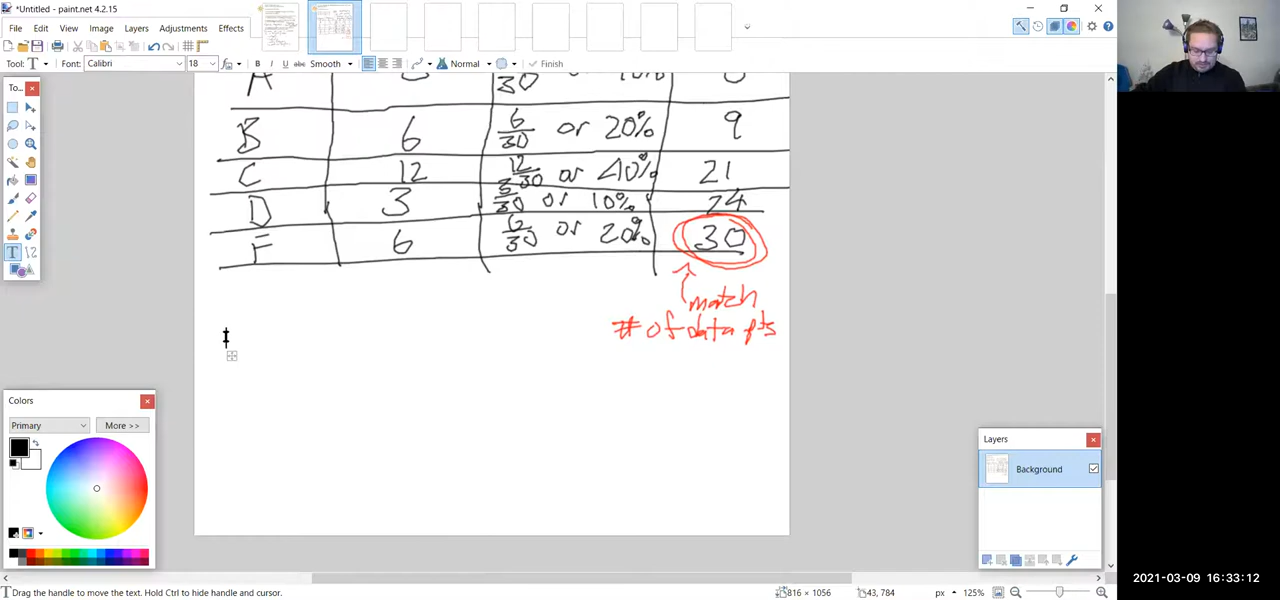 *Untitled - paint.net 4.2.15
File Edit View Image Layers Adjustments Effects
Tool: T Font: Calibri 18 B I U S Smooth Normal Finish
To...
A 10%
30
B 6 6/30 or 20% 9
C 12 12/30 or 40% 21
D 3 3/30 or 10% 24
F 6 6/30 or 20% 30
match
# of data pts
Colors
Primary More >>
Layers
Background
2021-03-09 16:33:12
Drag the handle to move the text. Hold Ctrl to hide handle and cursor. 816 x 1056 43, 784 px 125%